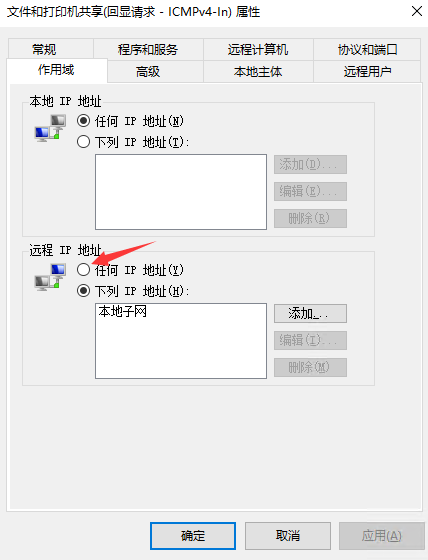 文件和打印机共享(回显请求 - ICMPv4-In) 属性
常规 程序和服务 远程计算机 协议和端口
作用域 高级 本地主体 远程用户
本地 IP 地址
任何 IP 地址(N)
下列 IP 地址(T):
添加(D)...
编辑(E)...
删除(R)
远程 IP 地址
任何 IP 地址(Y)
下列 IP 地址(H):
本地子网
添加...
编辑(I)...
删除(M)
确定 取消 应用(A)